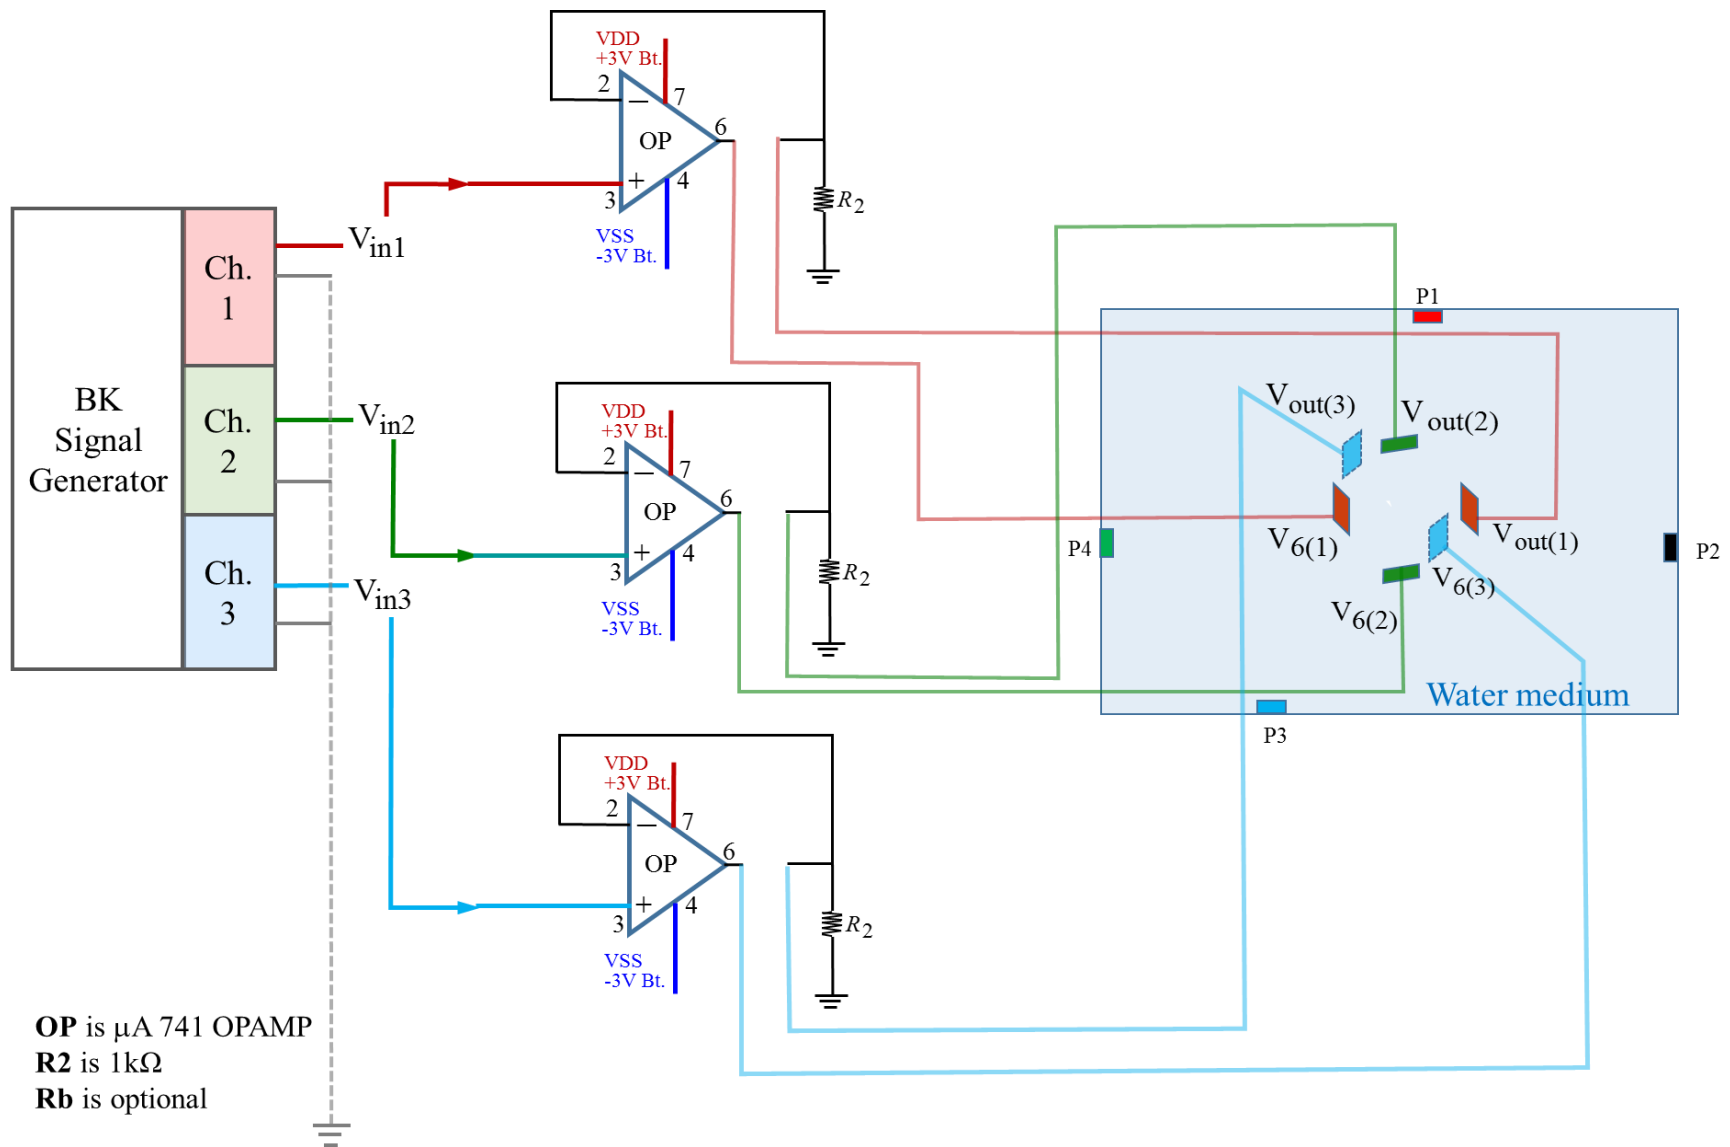 BK
Signal
Generator
Ch.
1
Ch.
2
Ch.
3
Vin1
Vin2
Vin3
VDD
+3V Bt.
2
7
−
OP
6
+
3
4
VSS
-3V Bt.
R2
VDD
+3V Bt.
2
7
−
OP
6
+
3
4
VSS
-3V Bt.
R2
VDD
+3V Bt.
2
7
−
OP
6
+
3
4
VSS
-3V Bt.
R2
P1
Vout(3)
Vout(2)
V6(1)
Vout(1)
P4
P2
V6(3)
V6(2)
Water medium
P3
OP is µA 741 OPAMP
R2 is 1kΩ
Rb is optional